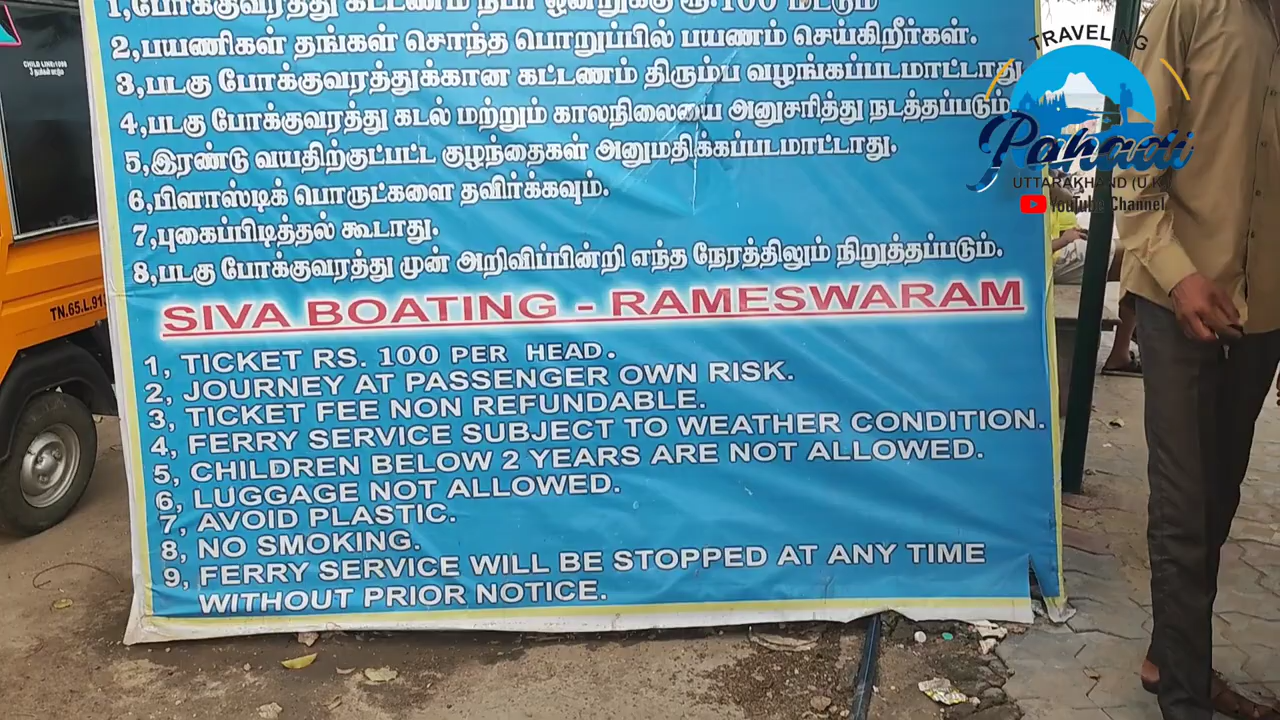 1,போக்குவரத்து கட்டணம் நபர் ஒன்றுக்கு ரூ.100 மட்டும்
2,பயணிகள் தங்கள் சொந்த பொறுப்பில் பயணம் செய்கிறீர்கள்.
3,படகு போக்குவரத்துக்கான கட்டணம் திரும்ப வழங்கப்படமாட்டாது
4,படகு போக்குவரத்து கடல் மற்றும் காலநிலையை அனுசரித்து நடத்தப்படும்
5,இரண்டு வயதிற்குட்பட்ட குழந்தைகள் அனுமதிக்கப்படமாட்டாது.
6,பிளாஸ்டிக் பொருட்களை தவிர்க்கவும்.
7,புகைப்பிடித்தல் கூடாது.
8,படகு போக்குவரத்து முன் அறிவிப்பின்றி எந்த நேரத்திலும் நிறுத்தப்படும்.
SIVA BOATING - RAMESWARAM
1, TICKET RS. 100 PER HEAD.
2, JOURNEY AT PASSENGER OWN RISK.
3, TICKET FEE NON REFUNDABLE.
4, FERRY SERVICE SUBJECT TO WEATHER CONDITION.
5, CHILDREN BELOW 2 YEARS ARE NOT ALLOWED.
6, LUGGAGE NOT ALLOWED.
7, AVOID PLASTIC.
8, NO SMOKING.
9, FERRY SERVICE WILL BE STOPPED AT ANY TIME
WITHOUT PRIOR NOTICE.
CHILD LINE:1098
TN.65.L.91
TRAVELING
Pahadi
UTTARAKHAND (U.K)
YouTube Channel